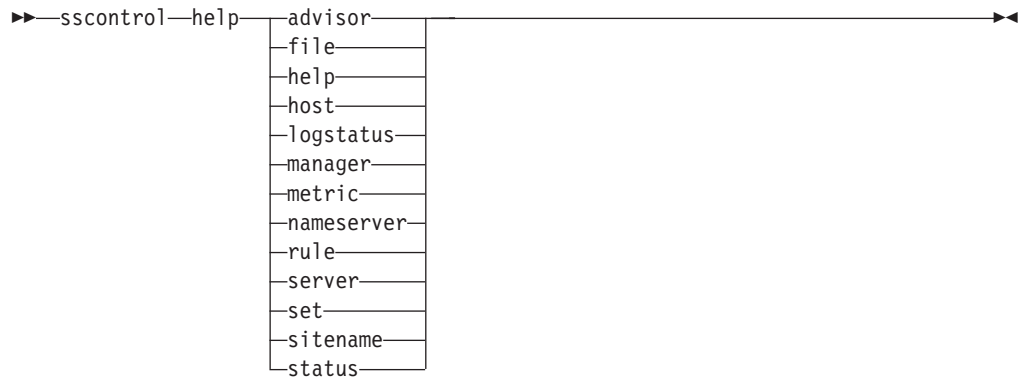 sscontrol help advisor
file
help
host
logstatus
manager
metric
nameserver
rule
server
set
sitename
status